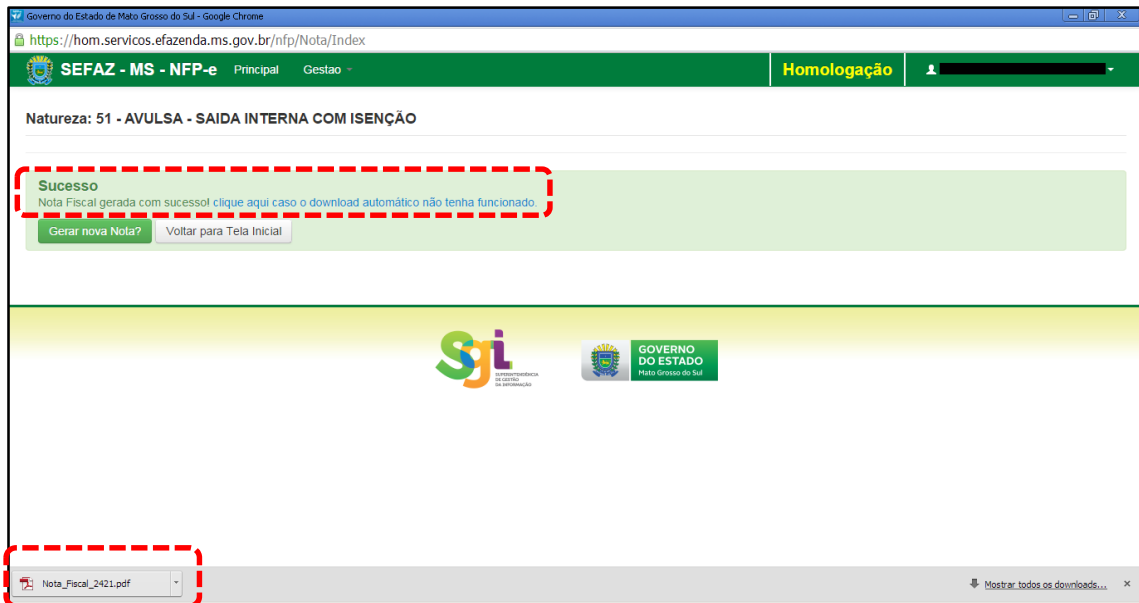 Governo do Estado de Mato Grosso do Sul - Google Chrome
https://hom.servicos.efazenda.ms.gov.br/nfp/Nota/Index
SEFAZ - MS - NFP-e Principal Gestao Homologação
Natureza: 51 - AVULSA - SAIDA INTERNA COM ISENÇÃO
Sucesso
Nota Fiscal gerada com sucesso! clique aqui caso o download automático não tenha funcionado.
Gerar nova Nota? Voltar para Tela Inicial
Sgi
SUPERINTENDÊNCIA
DE GESTÃO
DA INFORMAÇÃO
GOVERNO
DO ESTADO
Mato Grosso do Sul
Nota_Fiscal_2421.pdf Mostrar todos os downloads...